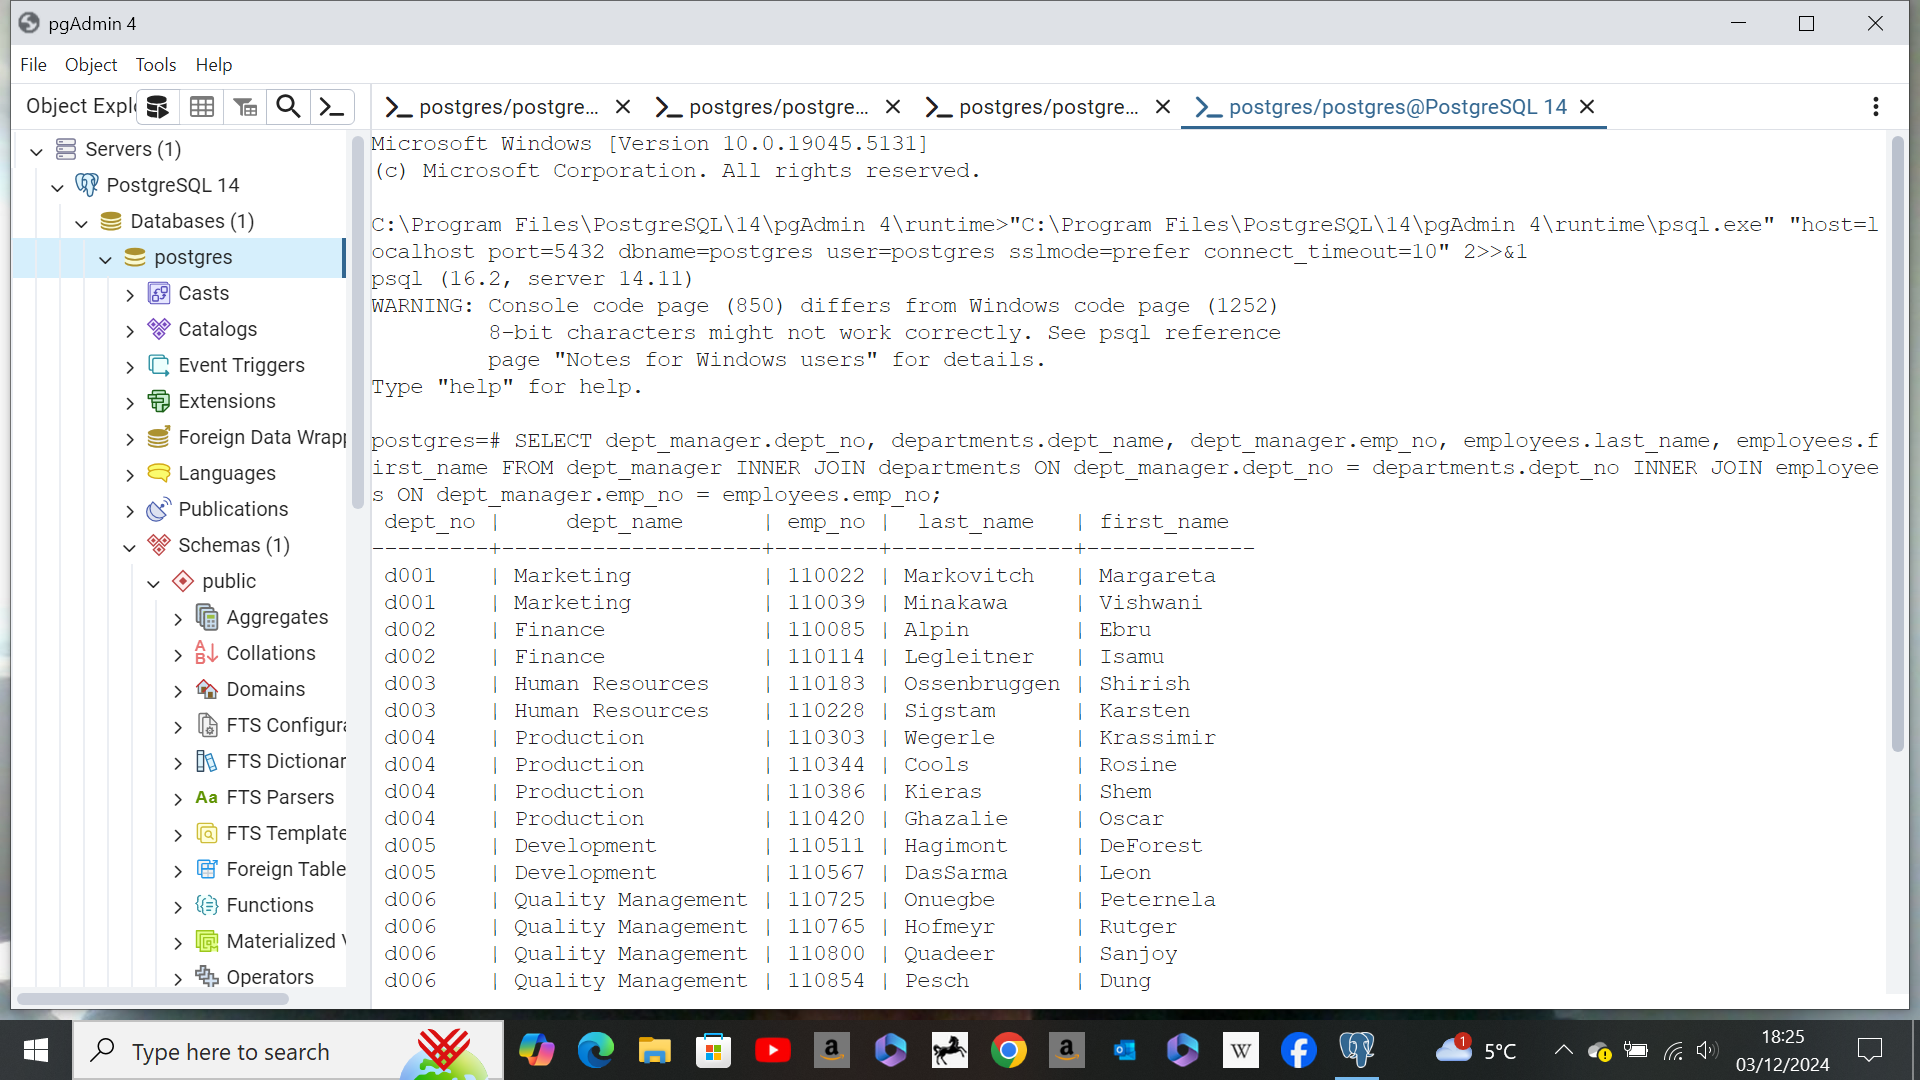 pgAdmin 4
File Object Tools Help
Object Explo
postgres/postgre...
postgres/postgre...
postgres/postgre...
postgres/postgres@PostgreSQL 14
Servers (1)
PostgreSQL 14
Databases (1)
postgres
Casts
Catalogs
Event Triggers
Extensions
Foreign Data Wrapp
Languages
Publications
Schemas (1)
public
Aggregates
Collations
Domains
FTS Configura
FTS Dictionar
Aa FTS Parsers
FTS Template
Foreign Table
Functions
Materialized V
Operators
Microsoft Windows [Version 10.0.19045.5131]
(c) Microsoft Corporation. All rights reserved.
C:\Program Files\PostgreSQL\14\pgAdmin 4\runtime>"C:\Program Files\PostgreSQL\14\pgAdmin 4\runtime\psql.exe" "host=l
ocalhost port=5432 dbname=postgres user=postgres sslmode=prefer connect_timeout=10" 2>>&1
psql (16.2, server 14.11)
WARNING: Console code page (850) differs from Windows code page (1252)
8-bit characters might not work correctly. See psql reference
page "Notes for Windows users" for details.
Type "help" for help.
postgres=# SELECT dept_manager.dept_no, departments.dept_name, dept_manager.emp_no, employees.last_name, employees.f
irst_name FROM dept_manager INNER JOIN departments ON dept_manager.dept_no = departments.dept_no INNER JOIN employee
s ON dept_manager.emp_no = employees.emp_no;
dept_no | dept_name | emp_no | last_name | first_name
---------+--------------------+--------+--------------+-------------
d001 | Marketing | 110022 | Markovitch | Margareta
d001 | Marketing | 110039 | Minakawa | Vishwani
d002 | Finance | 110085 | Alpin | Ebru
d002 | Finance | 110114 | Legleitner | Isamu
d003 | Human Resources | 110183 | Ossenbruggen | Shirish
d003 | Human Resources | 110228 | Sigstam | Karsten
d004 | Production | 110303 | Wegerle | Krassimir
d004 | Production | 110344 | Cools | Rosine
d004 | Production | 110386 | Kieras | Shem
d004 | Production | 110420 | Ghazalie | Oscar
d005 | Development | 110511 | Hagimont | DeForest
d005 | Development | 110567 | DasSarma | Leon
d006 | Quality Management | 110725 | Onuegbe | Peternela
d006 | Quality Management | 110765 | Hofmeyr | Rutger
d006 | Quality Management | 110800 | Quadeer | Sanjoy
d006 | Quality Management | 110854 | Pesch | Dung
Type here to search
1
5°C
18:25
03/12/2024